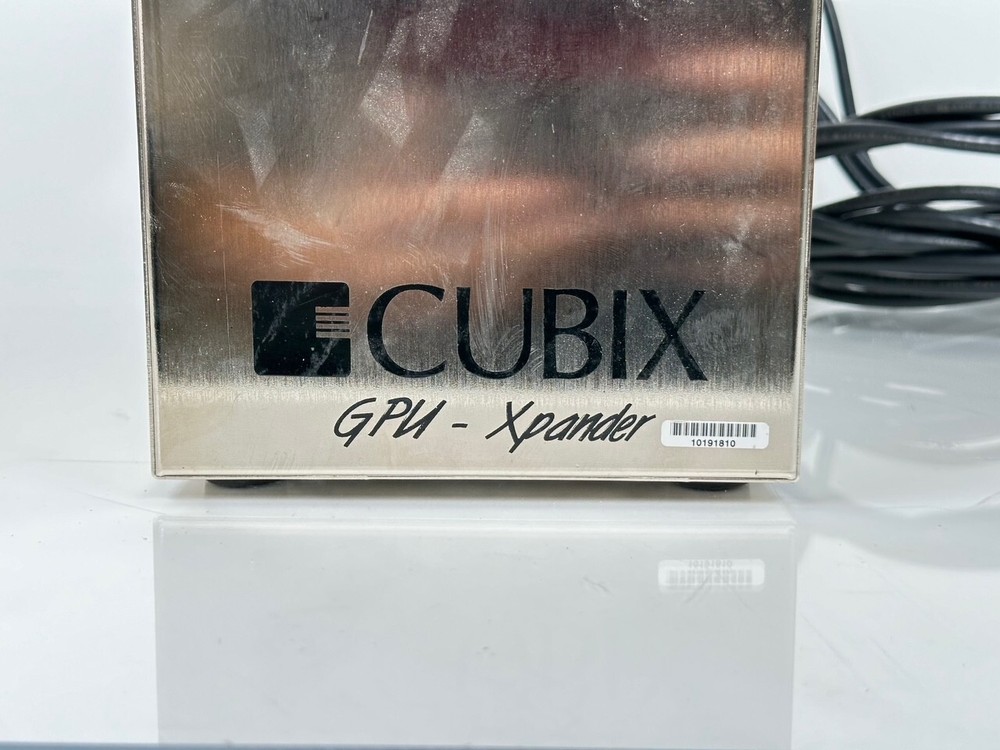 CUBIX
GPU - Xpander
10191810